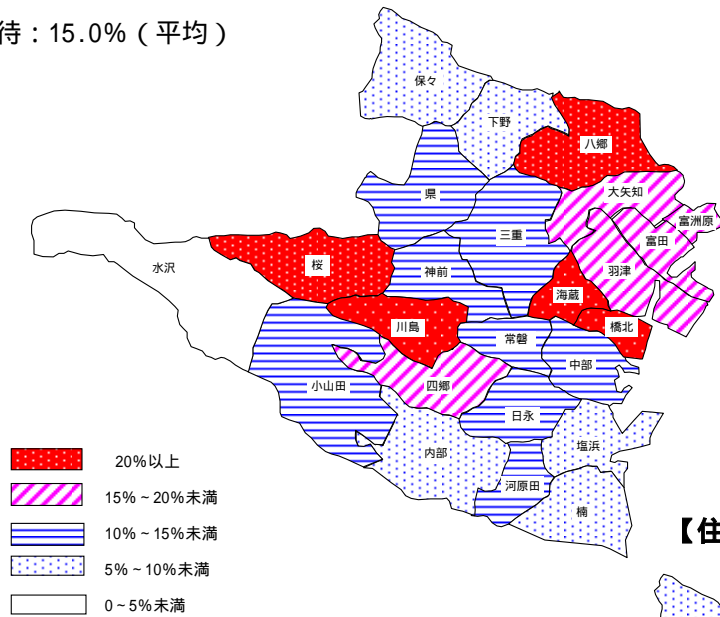 待：15.0%（平均）
保々
下野
八郷
大矢知
県
富洲原
三重
富田
水沢
桜
神前
羽津
海蔵
川島
橋北
常磐
中部
小山田
四郷
日永
塩浜
内部
河原田
楠
20%以上
15%～20%未満
10%～15%未満
5%～10%未満
0～5%未満
【住